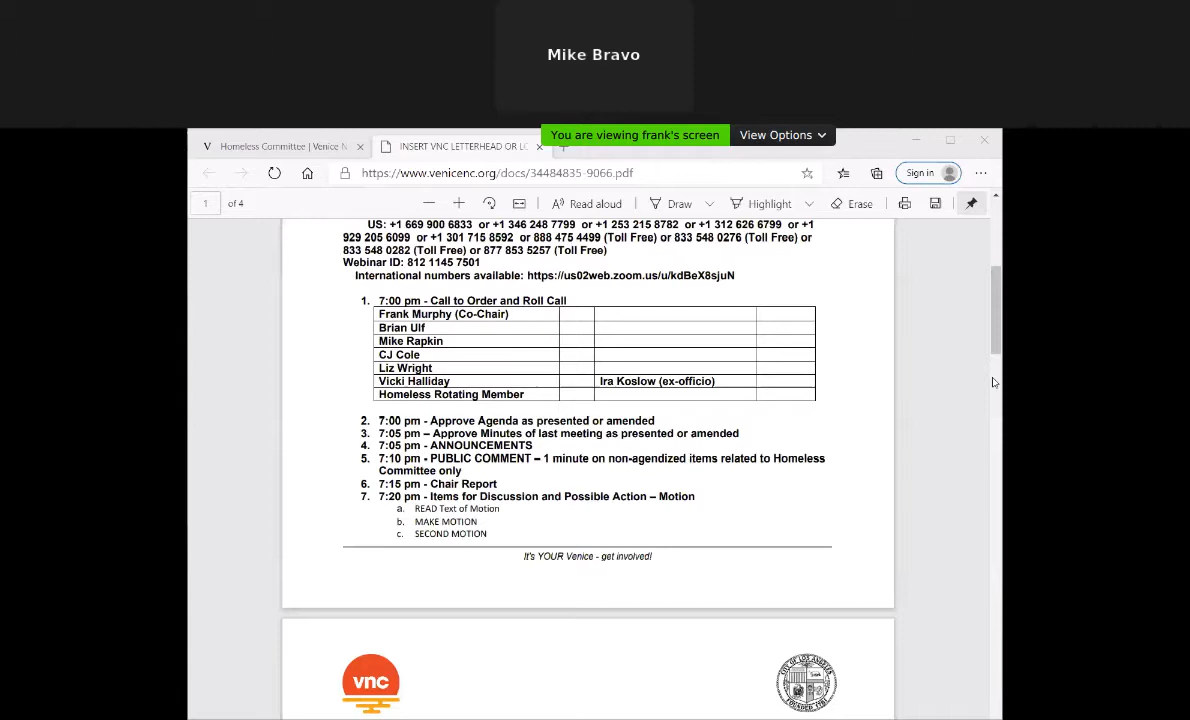 Mike Bravo
You are viewing frank's screen View Options
Homeless Committee | Venice N INSERT VNC LETTERHEAD OR LO
https://www.venicenc.org/docs/34484835-9066.pdf Sign in
1 of 4 Read aloud Draw Highlight Erase
US: +1 669 900 6833 or +1 346 248 7799 or +1 253 215 8782 or +1 312 626 6799 or +1
929 205 6099 or +1 301 715 8592 or 888 475 4499 (Toll Free) or 833 548 0276 (Toll Free) or
833 548 0282 (Toll Free) or 877 853 5257 (Toll Free)
Webinar ID: 812 1145 7501
International numbers available: https://us02web.zoom.us/u/kdBeX8sjuN
1. 7:00 pm - Call to Order and Roll Call
Frank Murphy (Co-Chair)
Brian Ulf
Mike Rapkin
CJ Cole
Liz Wright
Vicki Halliday Ira Koslow (ex-officio)
Homeless Rotating Member
2. 7:00 pm - Approve Agenda as presented or amended
3. 7:05 pm – Approve Minutes of last meeting as presented or amended
4. 7:05 pm - ANNOUNCEMENTS
5. 7:10 pm - PUBLIC COMMENT – 1 minute on non-agendized items related to Homeless
Committee only
6. 7:15 pm - Chair Report
7. 7:20 pm - Items for Discussion and Possible Action – Motion
a. READ Text of Motion
b. MAKE MOTION
c. SECOND MOTION
It's YOUR Venice - get involved!
vnc